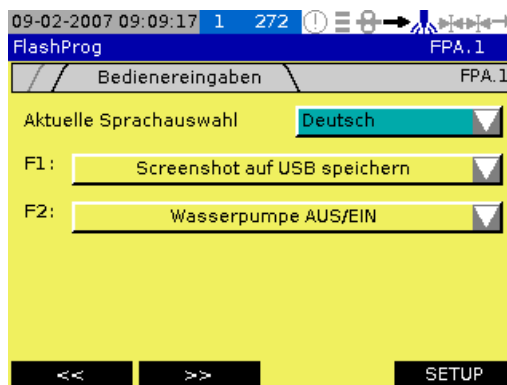 09-02-2007 09:09:17 1 272
FlashProg FPA.1
Bedienereingaben FPA.1
Aktuelle Sprachauswahl Deutsch
F1: Screenshot auf USB speichern
F2: Wasserpumpe AUS/EIN
<< >> SETUP